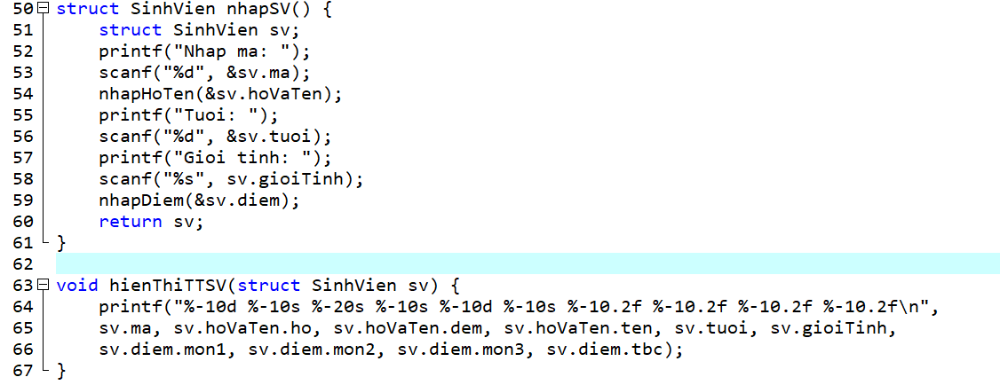 50 struct SinhVien nhapSV() {
51     struct SinhVien sv;
52     printf("Nhap ma: ");
53     scanf("%d", &sv.ma);
54     nhapHoTen(&sv.hoVaTen);
55     printf("Tuoi: ");
56     scanf("%d", &sv.tuoi);
57     printf("Gioi tinh: ");
58     scanf("%s", sv.gioiTinh);
59     nhapDiem(&sv.diem);
60     return sv;
61 }
62
63 void hienThiTTSV(struct SinhVien sv) {
64     printf("%-10d %-10s %-20s %-10s %-10d %-10s %-10.2f %-10.2f %-10.2f %-10.2f\n",
65     sv.ma, sv.hoVaTen.ho, sv.hoVaTen.dem, sv.hoVaTen.ten, sv.tuoi, sv.gioiTinh,
66     sv.diem.mon1, sv.diem.mon2, sv.diem.mon3, sv.diem.tbc);
67 }